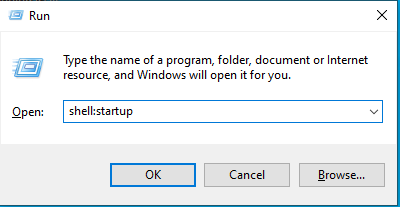 Run
Type the name of a program, folder, document or Internet
resource, and Windows will open it for you.
Open: shell:startup
OK Cancel Browse...